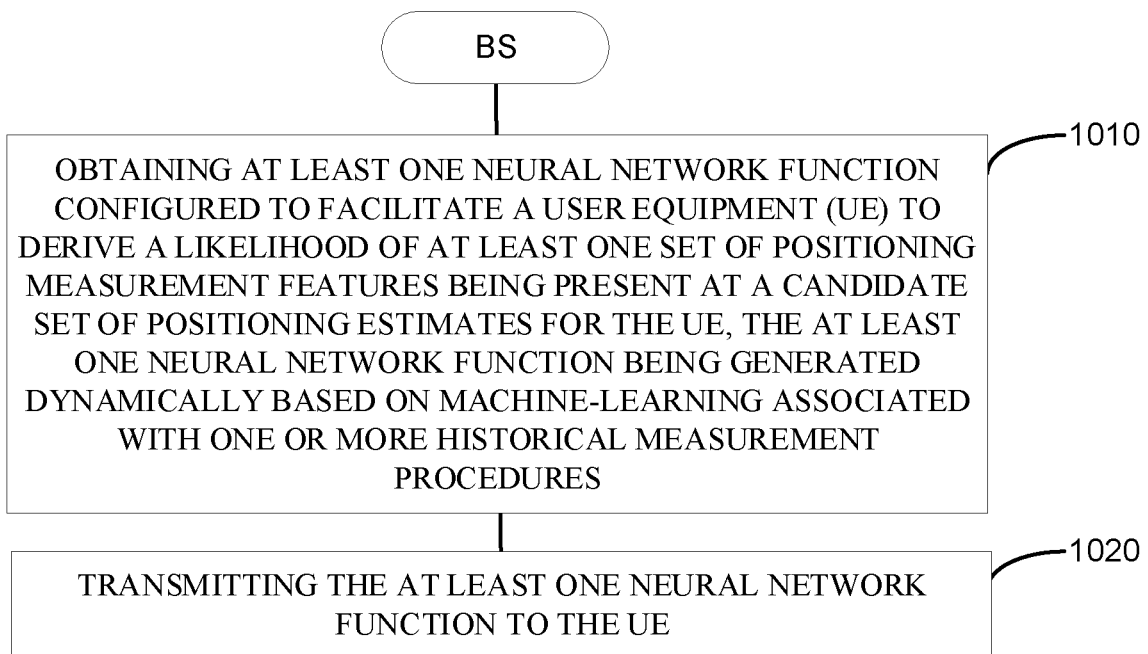 BS
1010
OBTAINING AT LEAST ONE NEURAL NETWORK FUNCTION
CONFIGURED TO FACILITATE A USER EQUIPMENT (UE) TO
DERIVE A LIKELIHOOD OF AT LEAST ONE SET OF POSITIONING
MEASUREMENT FEATURES BEING PRESENT AT A CANDIDATE
SET OF POSITIONING ESTIMATES FOR THE UE, THE AT LEAST
ONE NEURAL NETWORK FUNCTION BEING GENERATED
DYNAMICALLY BASED ON MACHINE-LEARNING ASSOCIATED
WITH ONE OR MORE HISTORICAL MEASUREMENT
PROCEDURES
1020
TRANSMITTING THE AT LEAST ONE NEURAL NETWORK
FUNCTION TO THE UE